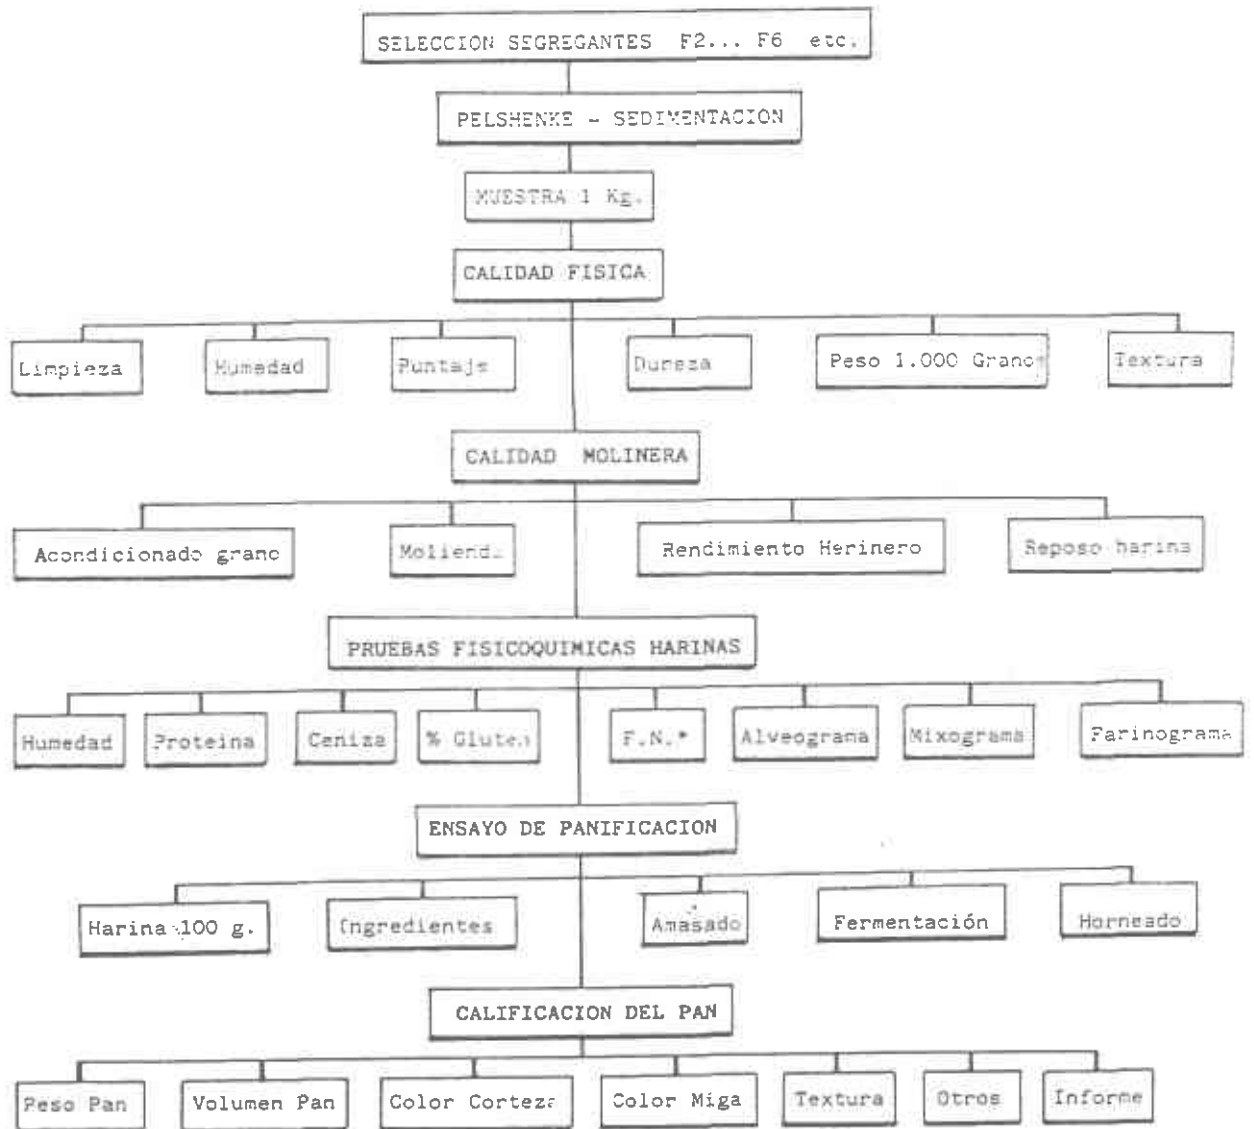 SELECCION SEGREGANTES F2... F6 etc.
PELSHENKE - SEDIMENTACION
MUESTRA 1 Kg.
CALIDAD FISICA
Limpieza Humedad Puntaje Dureza Peso 1.000 Granos Textura
CALIDAD MOLINERA
Acondicionado grano Molienda Rendimiento Herinero Reposo harina
PRUEBAS FISICOQUIMICAS HARINAS
Humedad Proteina Ceniza % Gluten F.N.* Alveograma Mixograma Farinograma
ENSAYO DE PANIFICACION
Harina 100 g. Ingredientes Amasado Fermentación Horneado
CALIFICACION DEL PAN
Peso Pan Volumen Pan Color Corteza Color Miga Textura Otros Informe